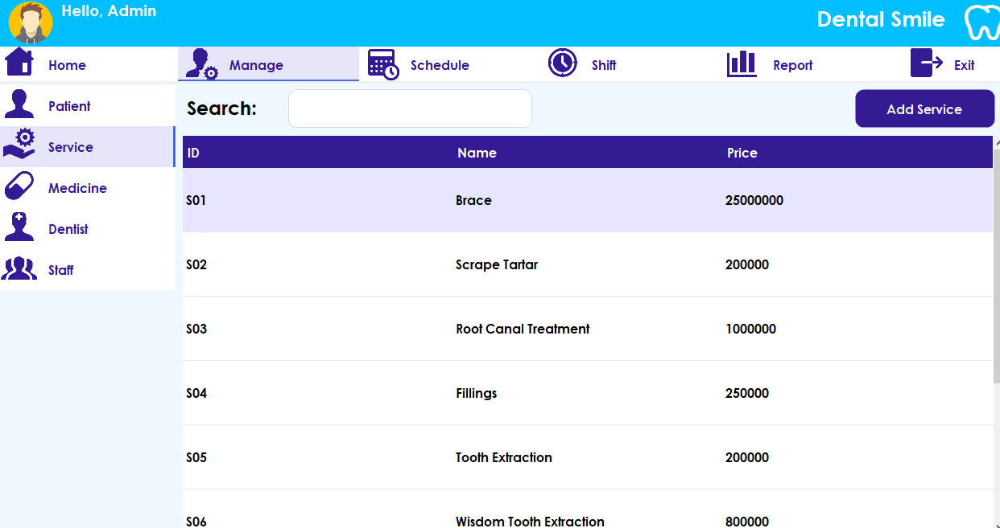 Hello, Admin
Dental Smile
Home
Manage
Schedule
Shift
Report
Exit
Patient
Service
Medicine
Dentist
Staff
Search:
Add Service
ID Name Price
S01 Brace 25000000
S02 Scrape Tartar 200000
S03 Root Canal Treatment 1000000
S04 Fillings 250000
S05 Tooth Extraction 200000
S06 Wisdom Tooth Extraction 800000